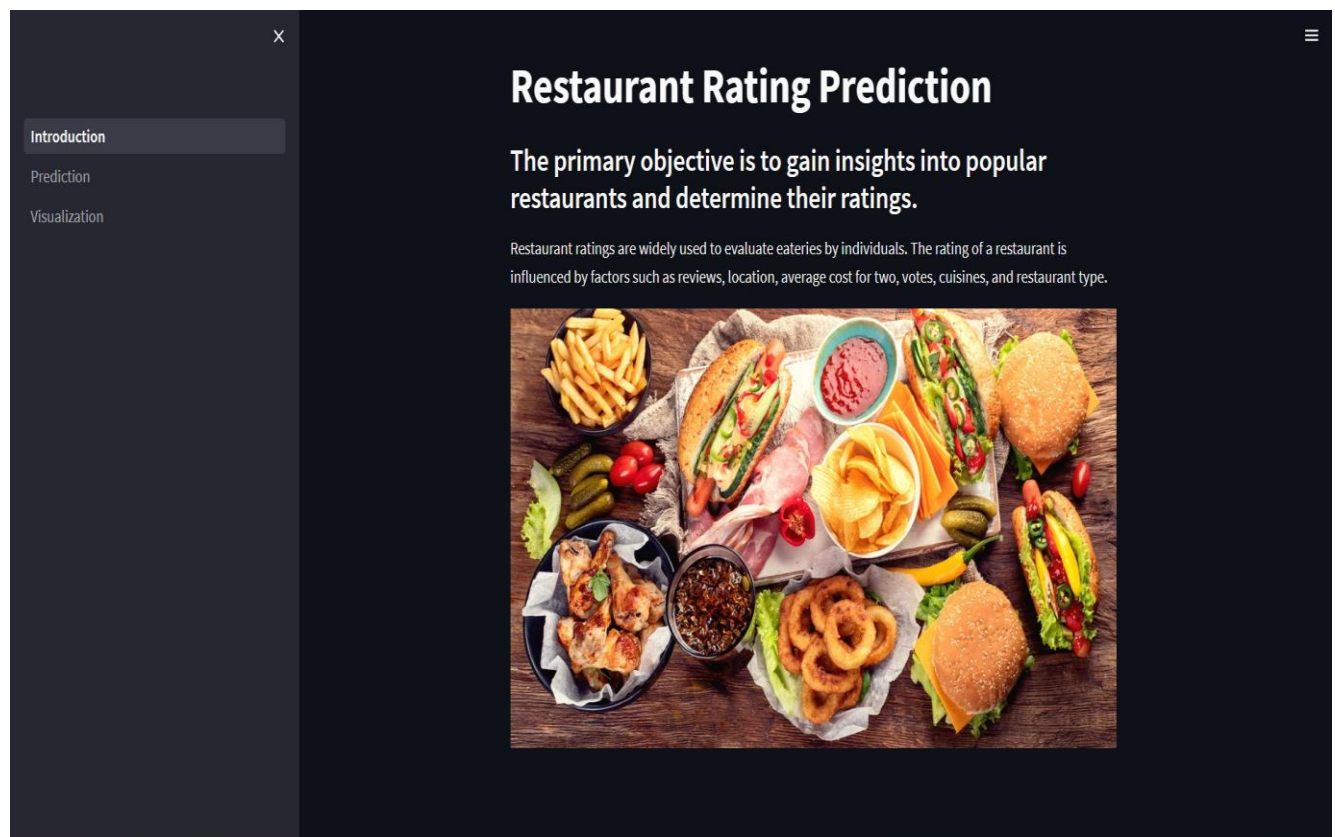 Introduction
Prediction
Visualization
Restaurant Rating Prediction
The primary objective is to gain insights into popular
restaurants and determine their ratings.
Restaurant ratings are widely used to evaluate eateries by individuals. The rating of a restaurant is
influenced by factors such as reviews, location, average cost for two, votes, cuisines, and restaurant type.